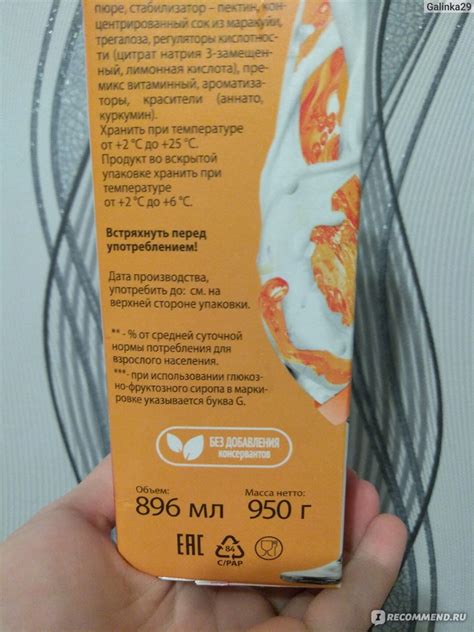 Galinka29
пюре, стабилизатор - пектин, кон-
центрированный сок из маракуйи,
трегалоза, регуляторы кислотнос-
ти (цитрат натрия 3-замещен-
ный, лимонная кислота), пре-
микс витаминный, ароматиза-
торы, красители (аннато,
куркумин).
Хранить при температуре
от +2 °C до +25 °C.
Продукт во вскрытой
упаковке хранить при
температуре
от +2 °C до +6 °C.
Встряхнуть перед
употреблением!
Дата производства,
употребить до: см. на
верхней стороне упаковки.
** - % от средней суточной
нормы потребления для
взрослого населения.
***- при использовании глюкоз-
но-фруктозного сиропа в марки-
ровке указывается буква G.
БЕЗ ДОБАВЛЕНИЯ
консервантов
Объем:
896 мл
Масса нетто:
950 г
ЕАС
84
C/PAP
I RECOMMEND.RU